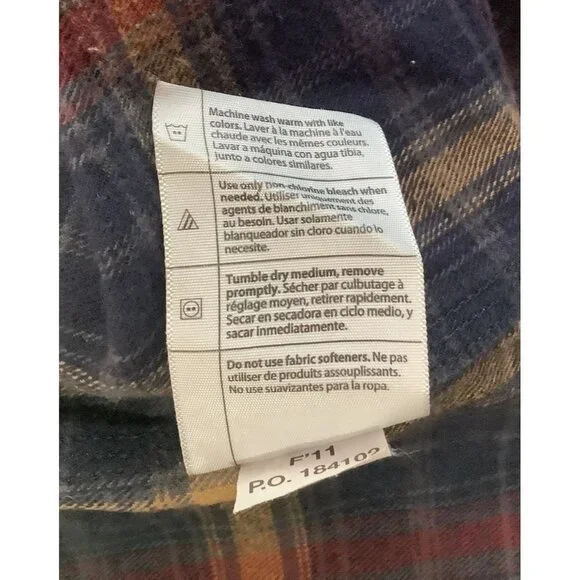 Machine wash warm with like
colors. Laver à la machine à l'eau
chaude avec les mêmes couleurs.
Lavar a máquina con agua tibia,
junto a colores similares.
Use only non-chlorine bleach when
needed. Utiliser uniquement des
agents de blanchiment sans chlore,
au besoin. Usar solamente
blanqueador sin cloro cuando lo
necesite.
Tumble dry medium, remove
promptly. Sécher par culbutage à
réglage moyen, retirer rapidement.
Secar en secadora en ciclo medio, y
sacar inmediatamente.
Do not use fabric softeners. Ne pas
utiliser de produits assouplissants.
No use suavizantes para la ropa.
F'11
P.O. 184102